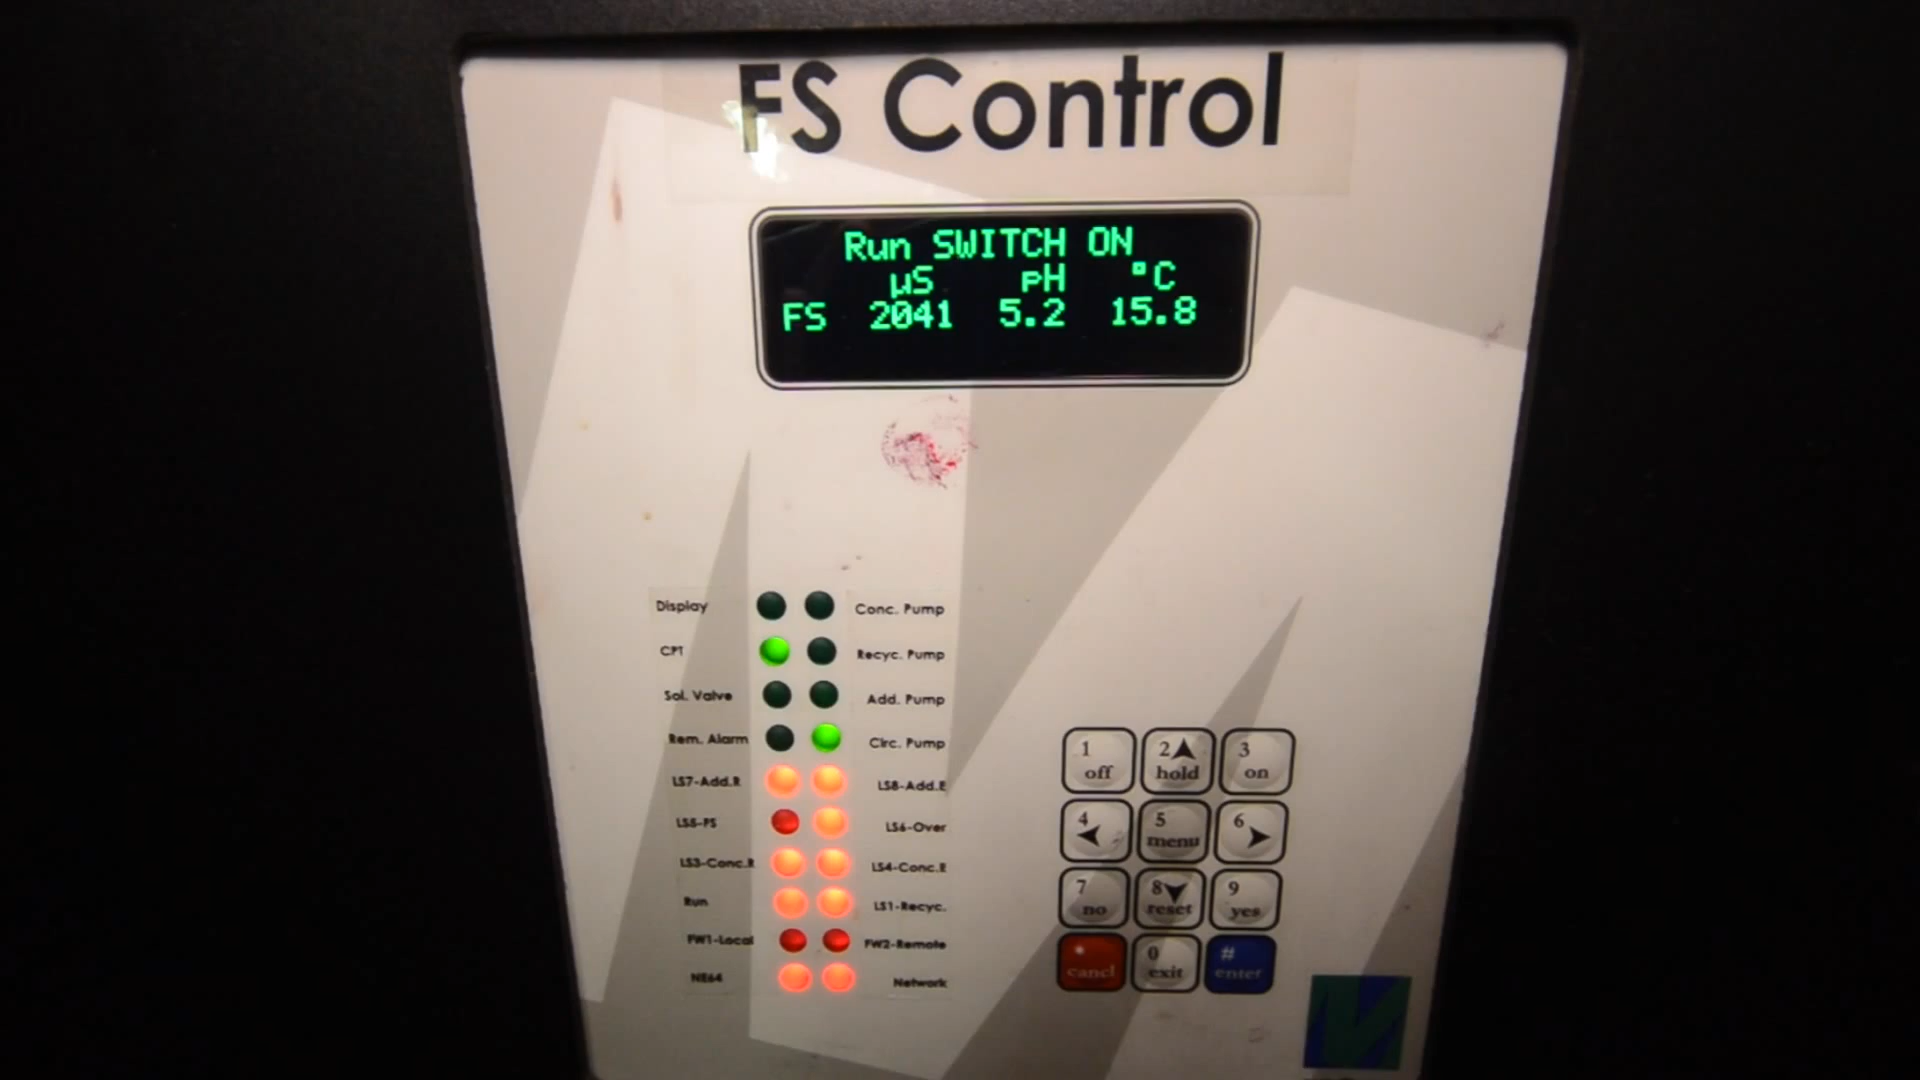 FS Control
Run SWITCH ON
µS pH °C
FS 2041 5.2 15.8
Display Conc. Pump
CP1 Recyc. Pump
Sol. Valve Add. Pump
Rem. Alarm Circ. Pump
LS7-Add.R LS8-Add.E
LS5-FS LS6-Over
LS3-Conc.R LS4-Conc.E
Run LS1-Recyc.
FW1-Local FW2-Remote
NE64 Network
1 off 2 hold 3 on
4 5 menu 6
7 no 8 reset 9 yes
* cancl 0 exit # enter